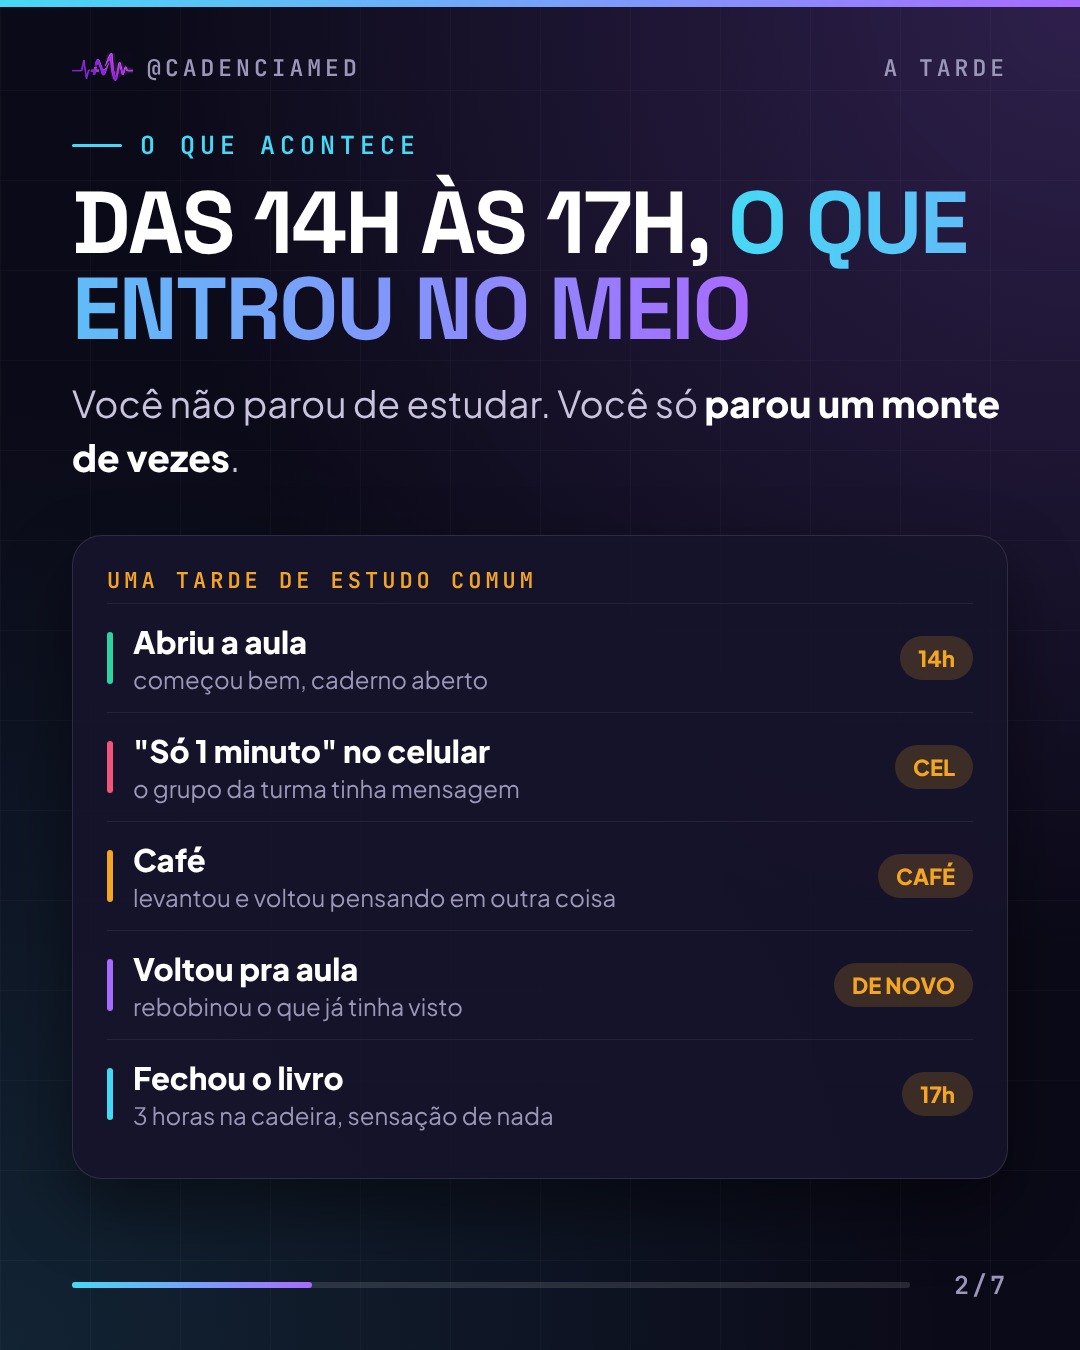 @CADENCIAMED
A TARDE
O QUE ACONTECE
DAS 14H ÀS 17H, O QUE
ENTROU NO MEIO
Você não parou de estudar. Você só parou um monte
de vezes.
UMA TARDE DE ESTUDO COMUM
Abriu a aula
começou bem, caderno aberto
14h
"Só 1 minuto" no celular
o grupo da turma tinha mensagem
CEL
Café
levantou e voltou pensando em outra coisa
CAFÉ
Voltou pra aula
rebobinou o que já tinha visto
DE NOVO
Fechou o livro
3 horas na cadeira, sensação de nada
17h
2/7